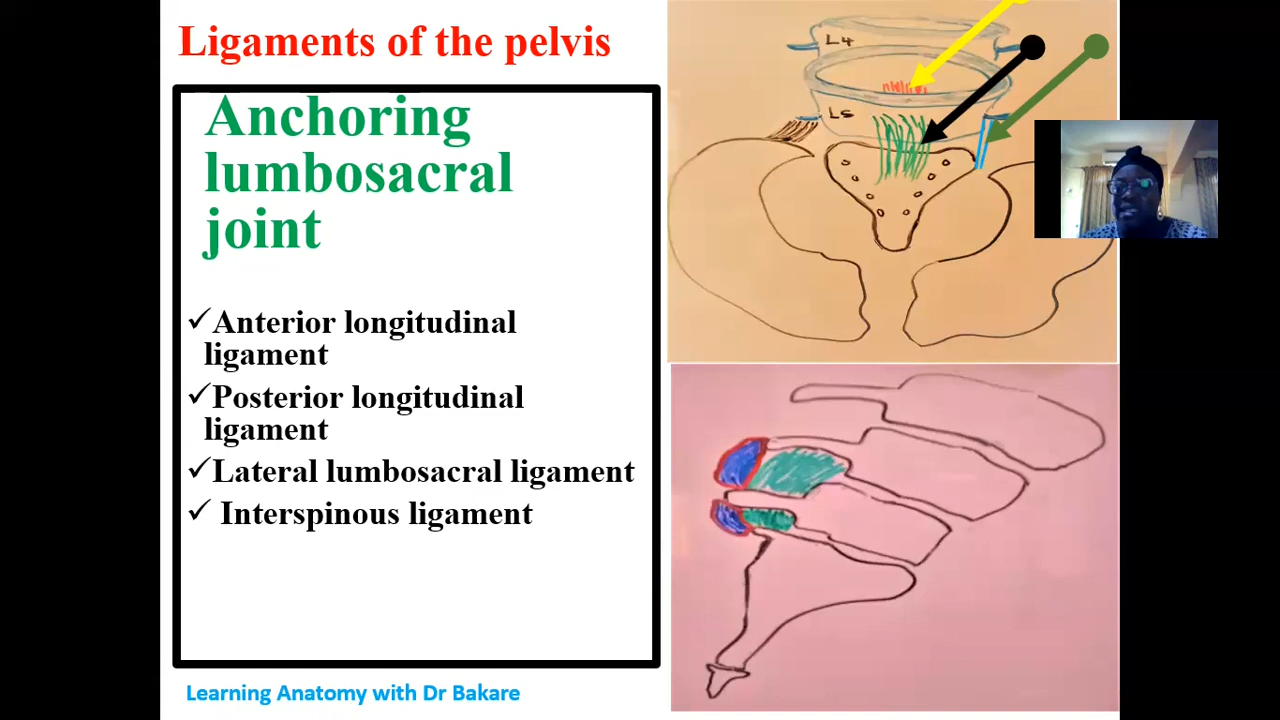 Ligaments of the pelvis
Anchoring
lumbosacral
joint
✓Anterior longitudinal
ligament
✓Posterior longitudinal
ligament
✓Lateral lumbosacral ligament
✓ Interspinous ligament
Learning Anatomy with Dr Bakare
L4
L5